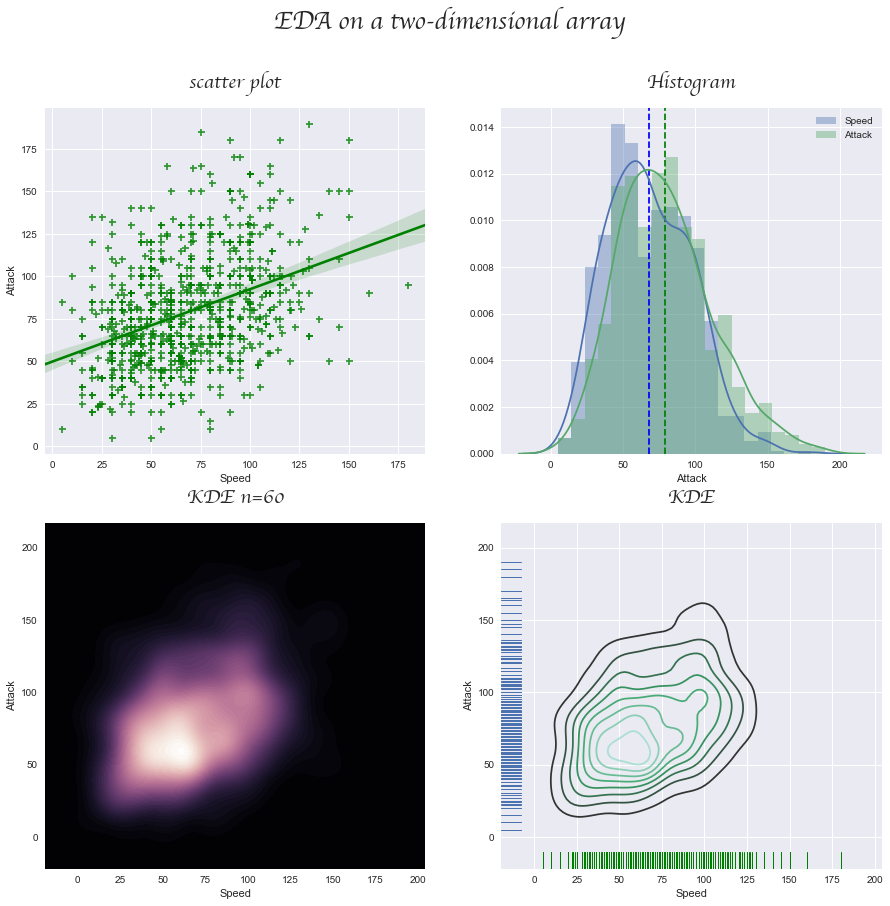 EDA on a two-dimensional array
scatter plot
175
150
125
100
75
50
25
0
Attack
0 25 50 75 100 125 150 175
Speed
Histogram
Speed
Attack
0.014
0.012
0.010
0.008
0.006
0.004
0.002
0.000
0 50 100 150 200
Attack
KDE n=60
200
150
100
50
0
Attack
0 25 50 75 100 125 150 175 200
Speed
KDE
200
150
100
50
0
Attack
0 25 50 75 100 125 150 175 200
Speed